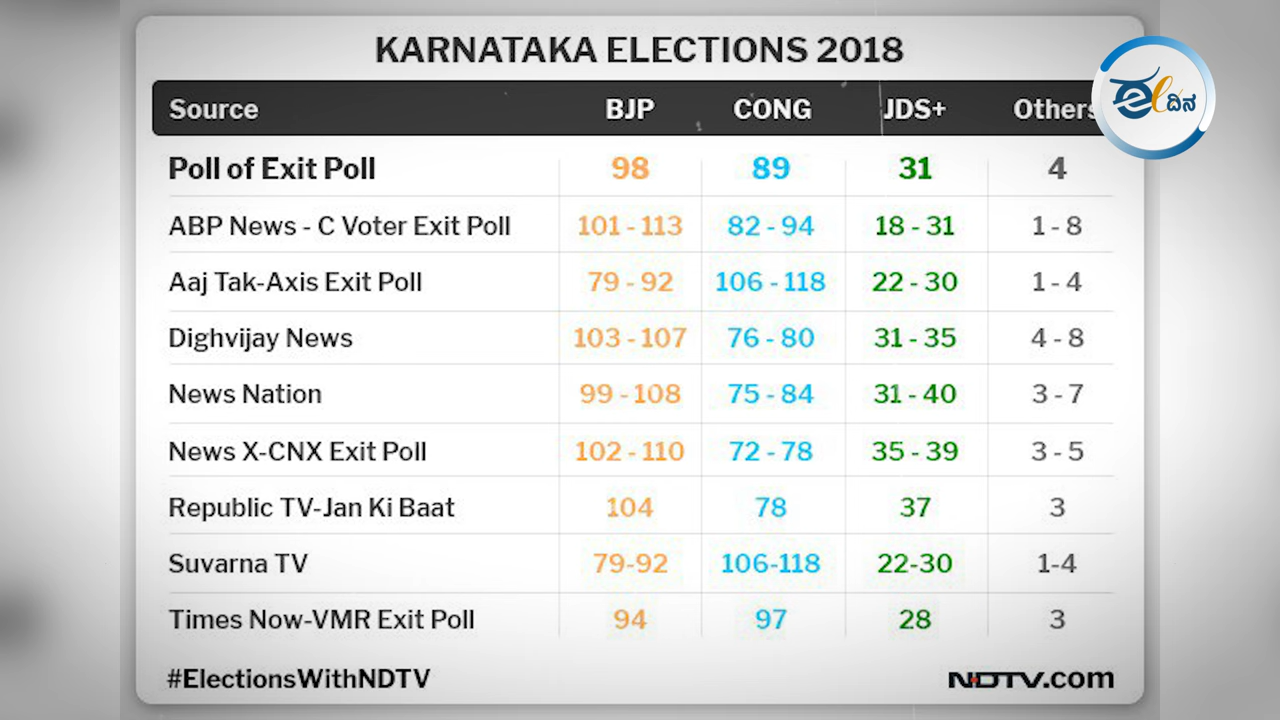 KARNATAKA ELECTIONS 2018
eದಿನ
Source BJP CONG JDS+ Others
Poll of Exit Poll 98 89 31 4
ABP News - C Voter Exit Poll 101 - 113 82 - 94 18 - 31 1 - 8
Aaj Tak-Axis Exit Poll 79 - 92 106 - 118 22 - 30 1 - 4
Dighvijay News 103 - 107 76 - 80 31 - 35 4 - 8
News Nation 99 - 108 75 - 84 31 - 40 3 - 7
News X-CNX Exit Poll 102 - 110 72 - 78 35 - 39 3 - 5
Republic TV-Jan Ki Baat 104 78 37 3
Suvarna TV 79-92 106-118 22-30 1-4
Times Now-VMR Exit Poll 94 97 28 3
#ElectionsWithNDTV NDTV.com